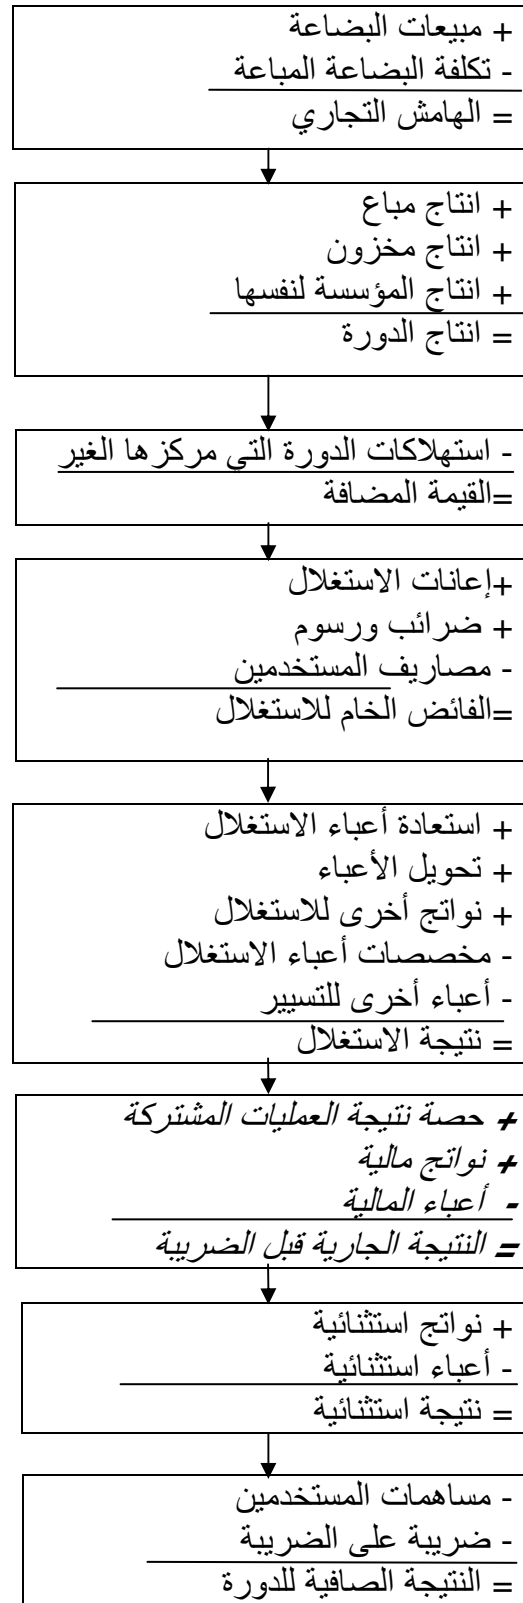 + مبيعات البضاعة
- تكلفة البضاعة المباعة
= الهامش التجاري
+ انتاج مباع
+ انتاج مخزون
+ انتاج المؤسسة لنفسها
= انتاج الدورة
- استهلاكات الدورة التي مركزها الغير
=القيمة المضافة
+إعانات الاستغلال
+ ضرائب ورسوم
- مصاريف المستخدمين
=الفائض الخام للاستغلال
+ استعادة أعباء الاستغلال
+ تحويل الأعباء
+ نواتج أخرى للاستغلال
- مخصصات أعباء الاستغلال
- أعباء أخرى للتسيير
= نتيجة الاستغلال
+ حصة نتيجة العمليات المشتركة
+ نواتج مالية
- أعباء المالية
= النتيجة الجارية قبل الضريبة
+ نواتج استثنائية
- أعباء استثنائية
= نتيجة استثنائية
- مساهمات المستخدمين
- ضريبة على الضريبة
= النتيجة الصافية للدورة